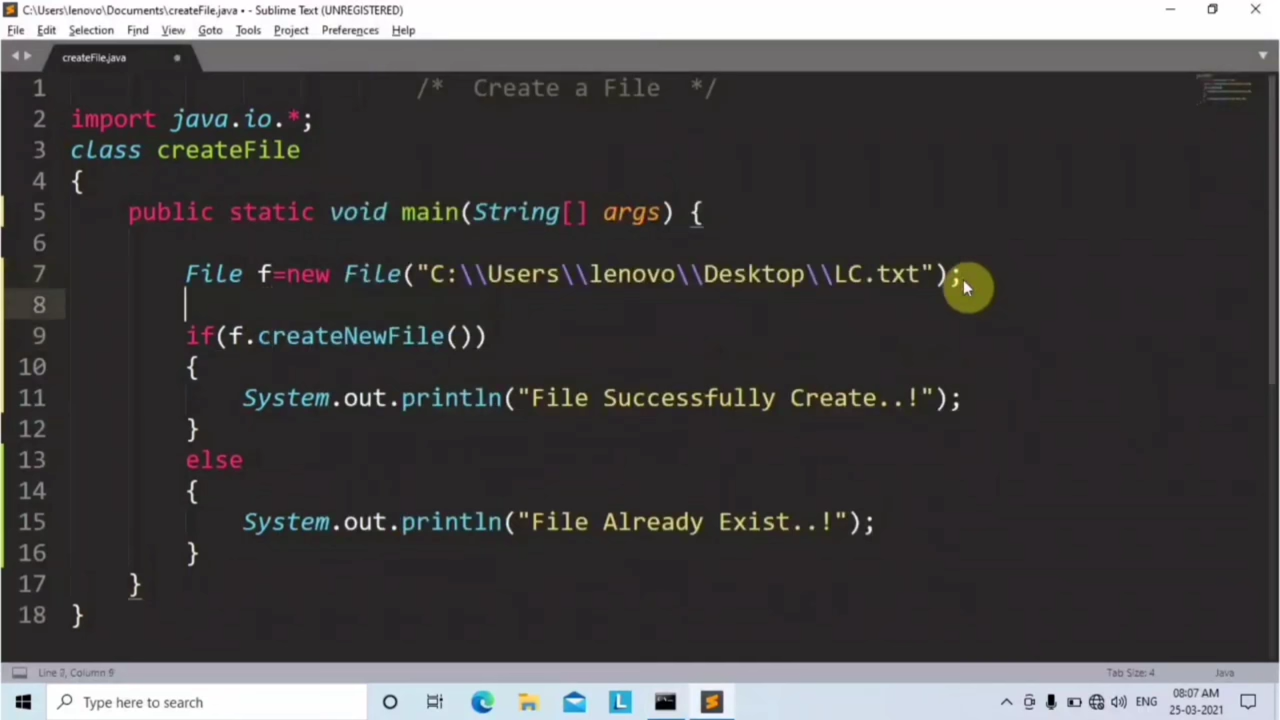 C:\Users\lenovo\Documents\createFile.java • - Sublime Text (UNREGISTERED)
File Edit Selection Find View Goto Tools Project Preferences Help
createFile.java
1 /* Create a File */
2 import java.io.*;
3 class createFile
4 {
5 public static void main(String[] args) {
6
7 File f=new File("C:\\Users\\lenovo\\Desktop\\LC.txt");
8
9 if(f.createNewFile())
10 {
11 System.out.println("File Successfully Create..!");
12 }
13 else
14 {
15 System.out.println("File Already Exist..!");
16 }
17 }
18 }
Column 9 Tab Size: 4 Java
Type here to search L ENG 08:07 AM
25-03-2021